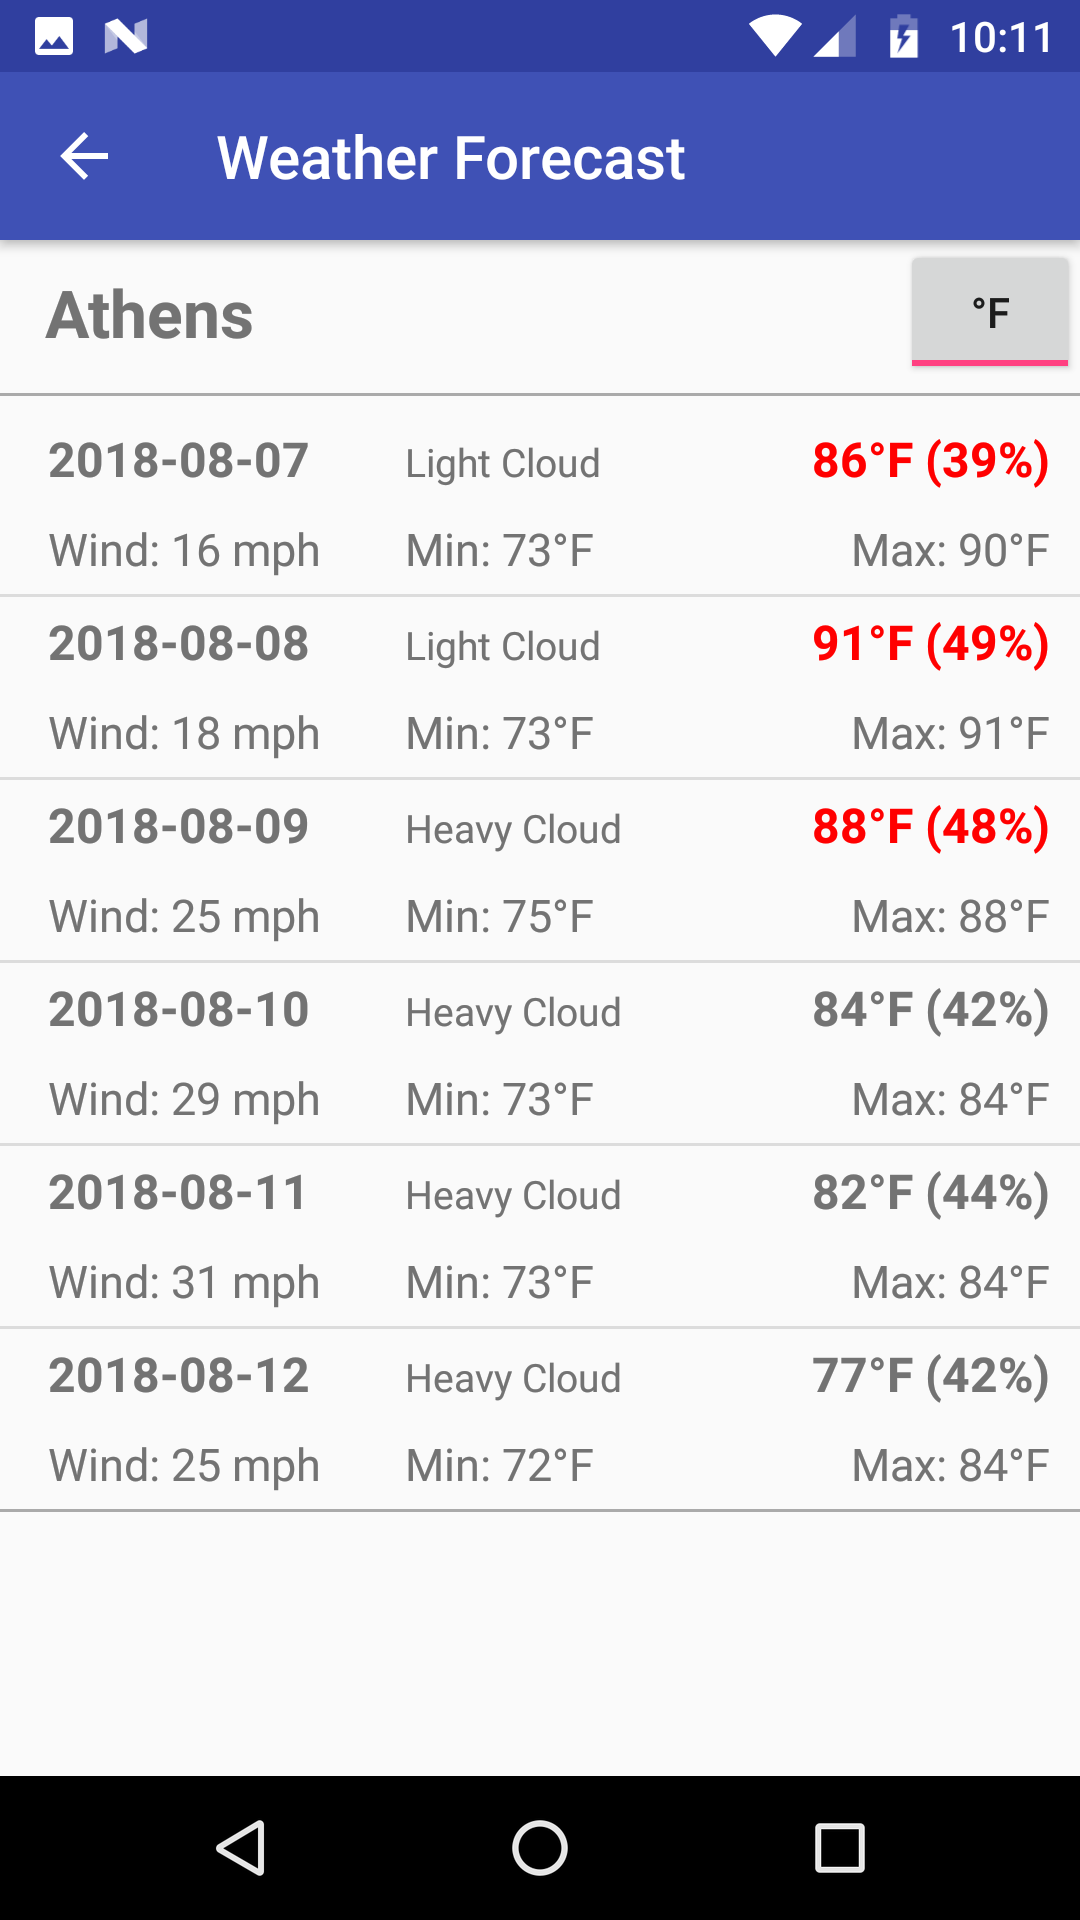 10:11
Weather Forecast
Athens
°F
2018-08-07 Light Cloud 86°F (39%)
Wind: 16 mph Min: 73°F Max: 90°F
2018-08-08 Light Cloud 91°F (49%)
Wind: 18 mph Min: 73°F Max: 91°F
2018-08-09 Heavy Cloud 88°F (48%)
Wind: 25 mph Min: 75°F Max: 88°F
2018-08-10 Heavy Cloud 84°F (42%)
Wind: 29 mph Min: 73°F Max: 84°F
2018-08-11 Heavy Cloud 82°F (44%)
Wind: 31 mph Min: 73°F Max: 84°F
2018-08-12 Heavy Cloud 77°F (42%)
Wind: 25 mph Min: 72°F Max: 84°F